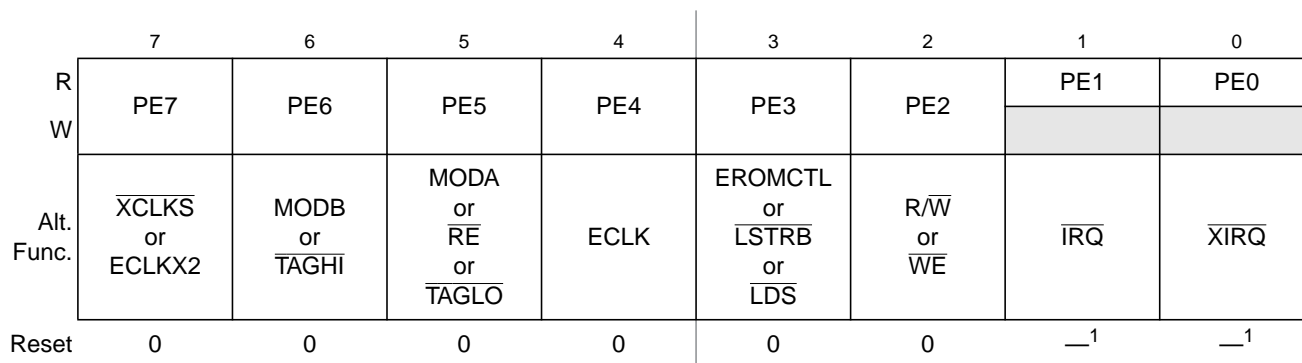 7 6 5 4 3 2 1 0
R PE7 PE6 PE5 PE4 PE3 PE2 PE1 PE0
W
Alt. Func. XCLKS or ECLKX2 MODB or TAGHI MODA or RE or TAGLO ECLK EROMCTL or LSTRB or LDS R/W or WE IRQ XIRQ
Reset 0 0 0 0 0 0 —1 —1